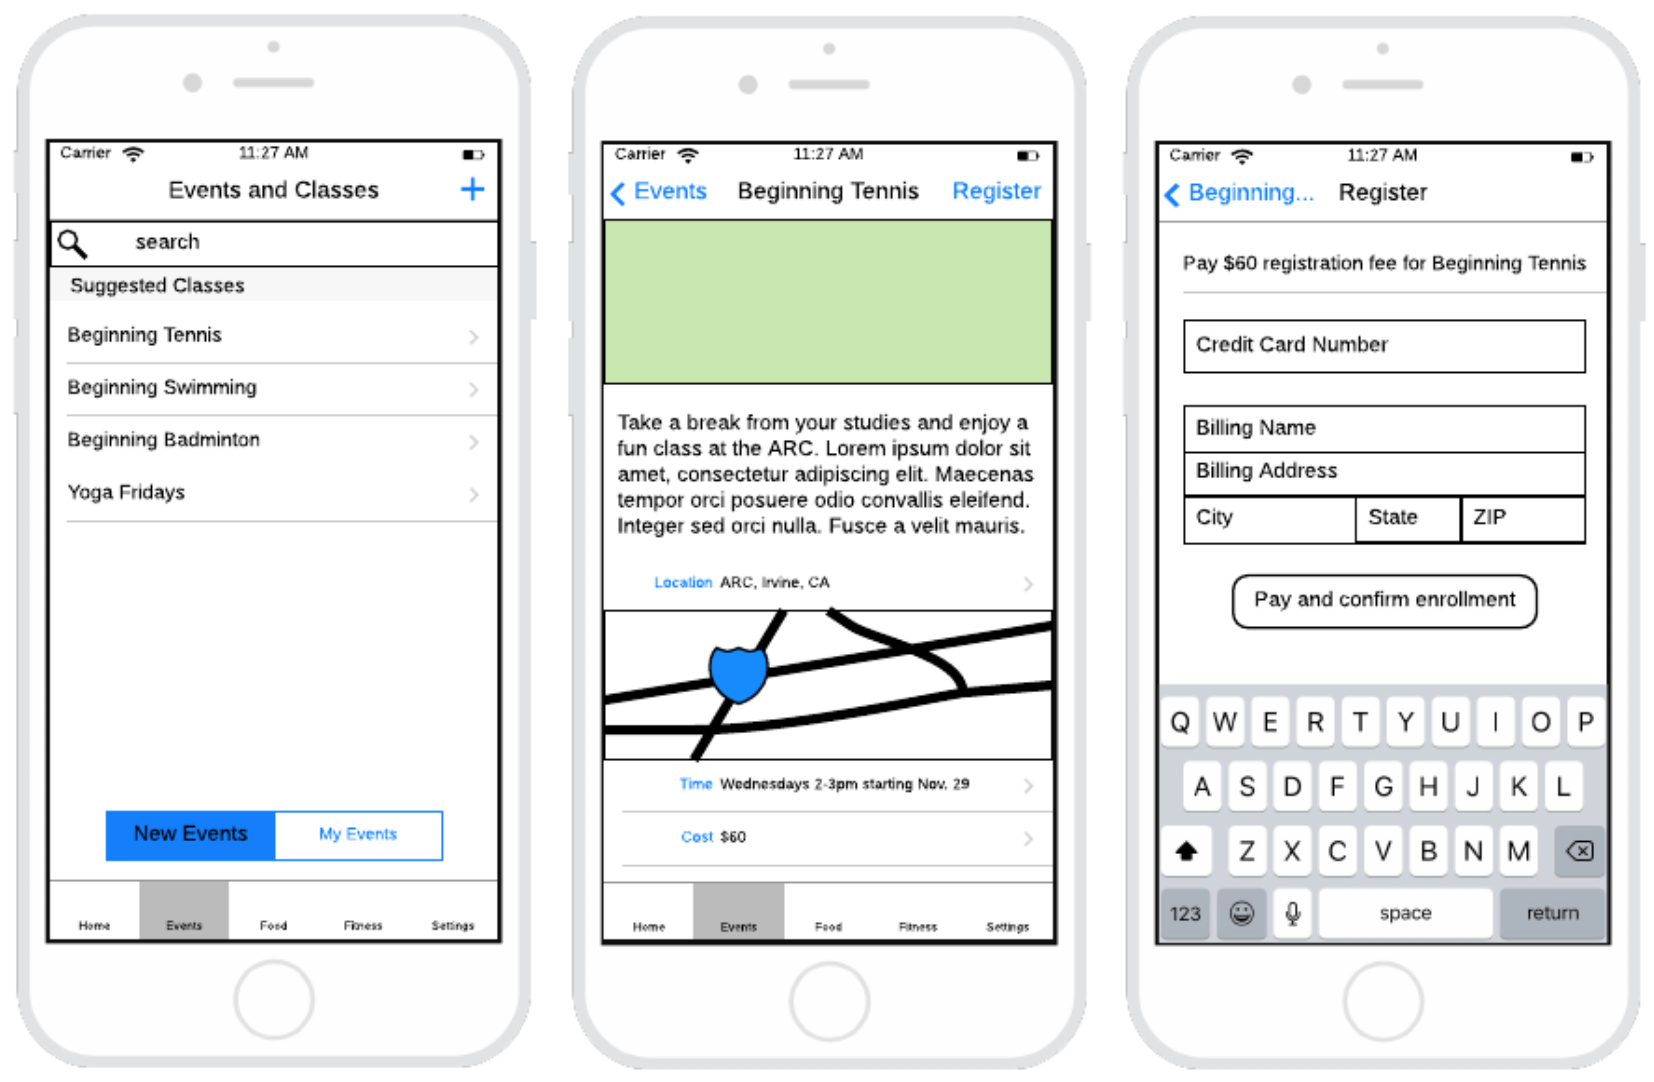 Carrier 11:27 AM
Events and Classes +
search
Suggested Classes
Beginning Tennis
Beginning Swimming
Beginning Badminton
Yoga Fridays
New Events My Events
Home Events Food Fitness Settings
Carrier 11:27 AM
Events Beginning Tennis Register
Take a break from your studies and enjoy a
fun class at the ARC. Lorem ipsum dolor sit
amet, consectetur adipiscing elit. Maecenas
tempor orci posuere odio convallis eleifend.
Integer sed orci nulla. Fusce a velit mauris.
Location ARC, Irvine, CA
Time Wednesdays 2-3pm starting Nov. 29
Cost $60
Home Events Food Fitness Settings
Carrier 11:27 AM
Beginning... Register
Pay $60 registration fee for Beginning Tennis
Credit Card Number
Billing Name
Billing Address
City State ZIP
Pay and confirm enrollment
Q W E R T Y U I O P
A S D F G H J K L
Z X C V B N M
123 space return